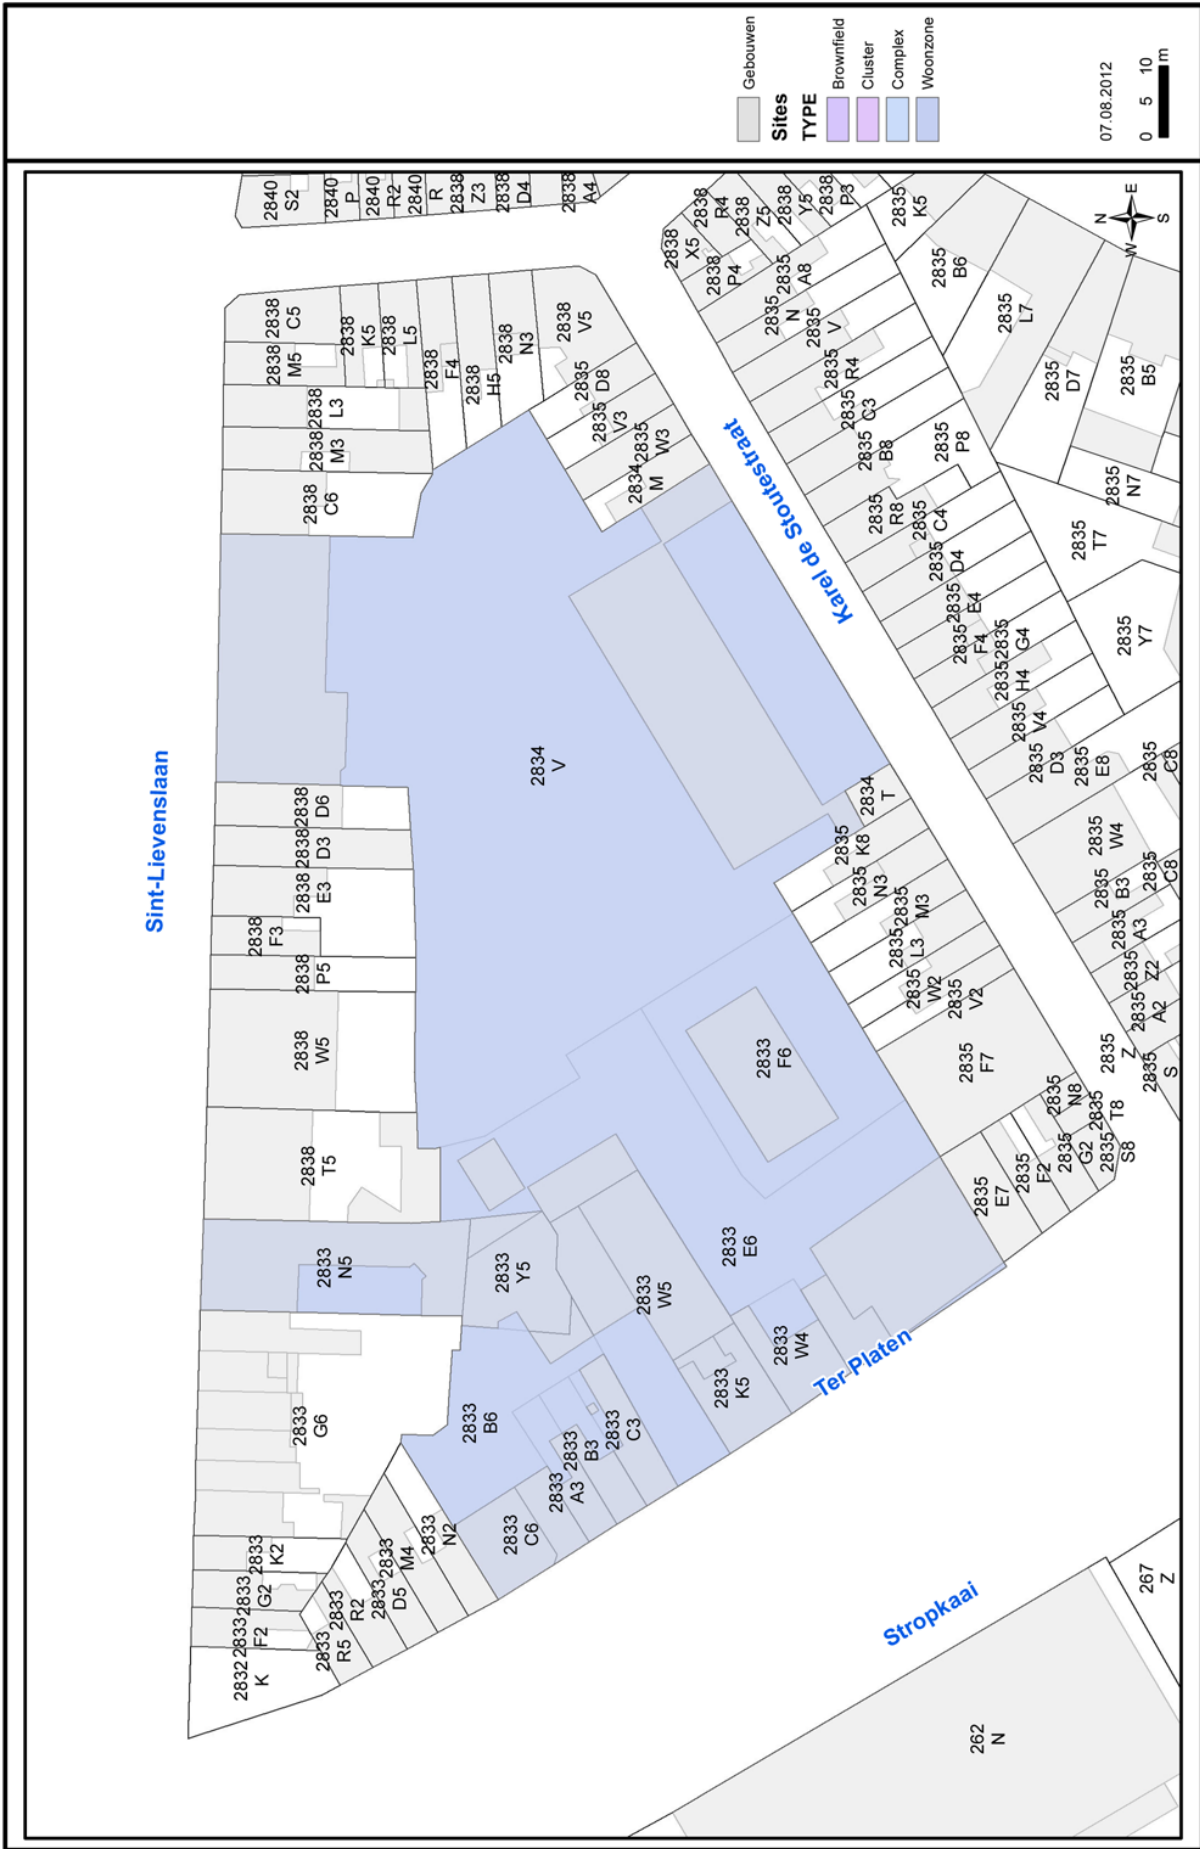 Gebouwen
Sites
TYPE
Brownfield
Cluster
Complex
Woonzone
07.08.2012
0 5 10
m
N
E
S
W
Sint-Lievenslaan
Karel de Stoutestraat
Ter Platen
Stropkaai
2832
K
2833
F2
2833
G2
2833
K2
2833
G6
2833
N5
2838
T5
2838
W5
2838
P5
2838
F3
2838
E3
2838
D3
2838
D6
2838
C6
2838
M3
2838
L3
2838
M5
2838
C5
2838
K5
2838
L5
2838
F4
2838
H5
2838
N3
2838
V5
2840
S2
2840
P
2840
R2
2840
R
2838
Z3
2838
D4
2838
A4
2833
R5
2833
R2
2833
D5
2833
M4
2833
N2
2833
C6
2833
B6
2833
A3
2833
B3
2833
C3
2833
Y5
2833
W5
2833
K5
2833
W4
2833
E6
2833
F6
2834
V
2835
D8
2835
V3
2835
W3
2834
M
2834
T
2835
K8
2835
N3
2835
M3
2835
L3
2835
W2
2835
V2
2835
F7
2835
N8
2835
T8
2835
G2
2835
S8
2835
F2
2835
E7
2838
X5
2838
R4
2838
P4
2838
Z5
2838
Y5
2838
P3
2835
A8
2835
N
2835
V
2835
R4
2835
C3
2835
B8
2835
P8
2835
R8
2835
C4
2835
D4
2835
E4
2835
F4
2835
G4
2835
H4
2835
V4
2835
D3
2835
E8
2835
C8
2835
W4
2835
B3
2835
C8
2835
A3
2835
Z2
2835
A2
2835
Z
2835
S
2835
K5
2835
B6
2835
L7
2835
D7
2835
B5
2835
N7
2835
T7
2835
Y7
262
N
267
Z